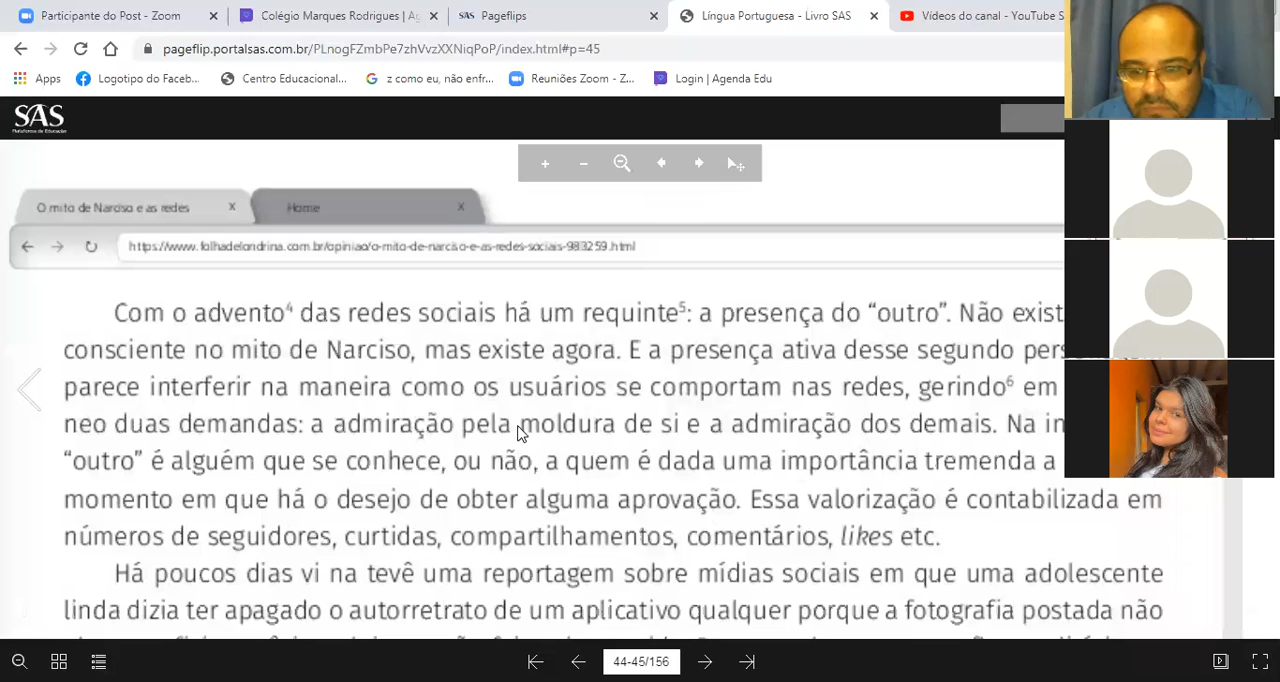 Participante do Post - Zoom
Colégio Marques Rodrigues | Ag
SAS Pageflips
Língua Portuguesa - Livro SAS
Vídeos do canal - YouTube S
pageflip.portalsas.com.br/PLnogFZmbPe7zhVvzXXNiqPoP/index.html#p=45
Apps
Logotipo do Faceb...
Centro Educacional...
z como eu, não enfr...
Reuniões Zoom - Z...
Login | Agenda Edu
SAS
Plataforma de Educação
O mito de Narciso e as redes x
Home x
https://www.folhadelondrina.com.br/opiniao/o-mito-de-narciso-e-as-redes-sociais-983259.html
Com o advento⁴ das redes sociais há um requinte⁵: a presença do “outro”. Não exist
consciente no mito de Narciso, mas existe agora. E a presença ativa desse segundo pers
parece interferir na maneira como os usuários se comportam nas redes, gerindo⁶ em
neo duas demandas: a admiração pela moldura de si e a admiração dos demais. Na in
“outro” é alguém que se conhece, ou não, a quem é dada uma importância tremenda a
momento em que há o desejo de obter alguma aprovação. Essa valorização é contabilizada em
números de seguidores, curtidas, compartilhamentos, comentários, likes etc.
Há poucos dias vi na tevê uma reportagem sobre mídias sociais em que uma adolescente
linda dizia ter apagado o autorretrato de um aplicativo qualquer porque a fotografia postada não
44-45/156